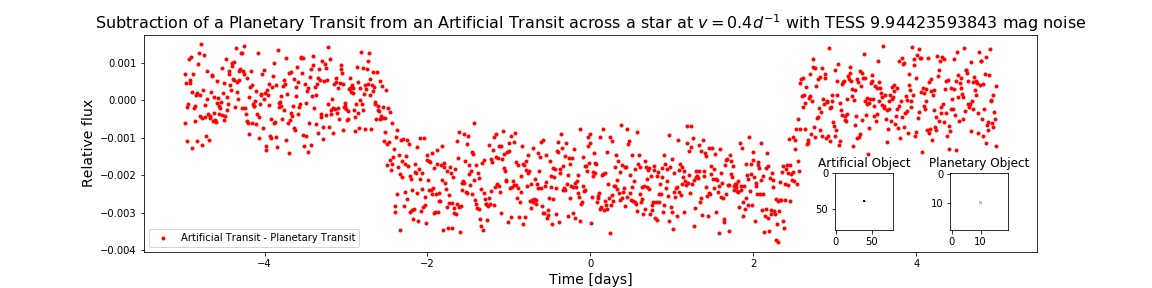 Subtraction of a Planetary Transit from an Artificial Transit across a star at v = 0.4d⁻¹ with TESS 9.94423593843 mag noise
Relative flux
0.001
0.000
−0.001
−0.002
−0.003
−0.004
Artificial Transit - Planetary Transit
Artificial Object
0
50
0 50
Planetary Object
0
10
0 10
−4 −2 0 2 4
Time [days]